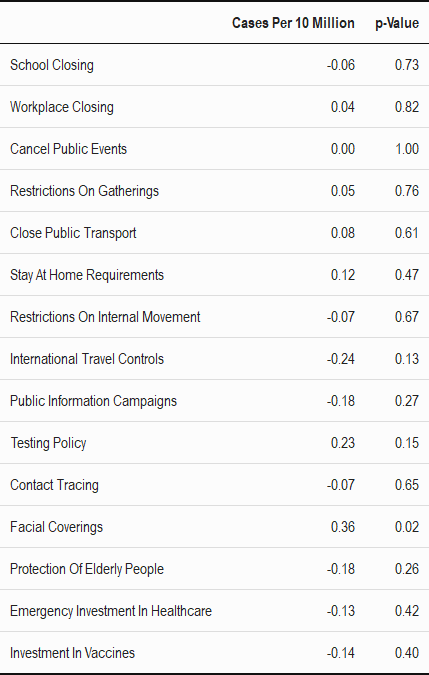 Cases Per 10 Million p-Value
School Closing -0.06 0.73
Workplace Closing 0.04 0.82
Cancel Public Events 0.00 1.00
Restrictions On Gatherings 0.05 0.76
Close Public Transport 0.08 0.61
Stay At Home Requirements 0.12 0.47
Restrictions On Internal Movement -0.07 0.67
International Travel Controls -0.24 0.13
Public Information Campaigns -0.18 0.27
Testing Policy 0.23 0.15
Contact Tracing -0.07 0.65
Facial Coverings 0.36 0.02
Protection Of Elderly People -0.18 0.26
Emergency Investment In Healthcare -0.13 0.42
Investment In Vaccines -0.14 0.40